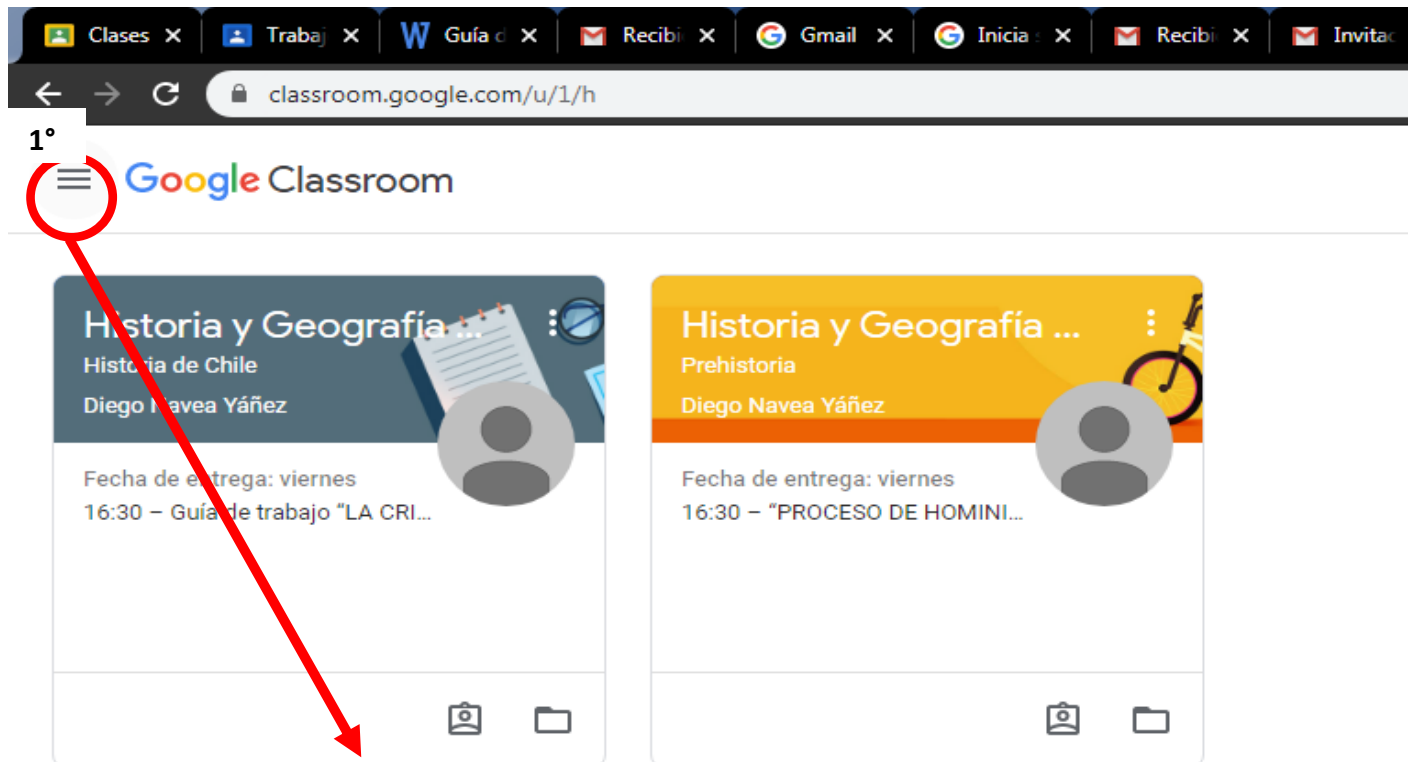 Clases
Trabaj
Guía d
Recibi
Gmail
Inicia s
Recibi
Invitac
classroom.google.com/u/1/h
1°
Google Classroom
Historia y Geografía ...
Historia de Chile
Diego Navea Yáñez
Fecha de entrega: viernes
16:30 – Guía de trabajo “LA CRI...
Historia y Geografía ...
Prehistoria
Diego Navea Yáñez
Fecha de entrega: viernes
16:30 – “PROCESO DE HOMINI...